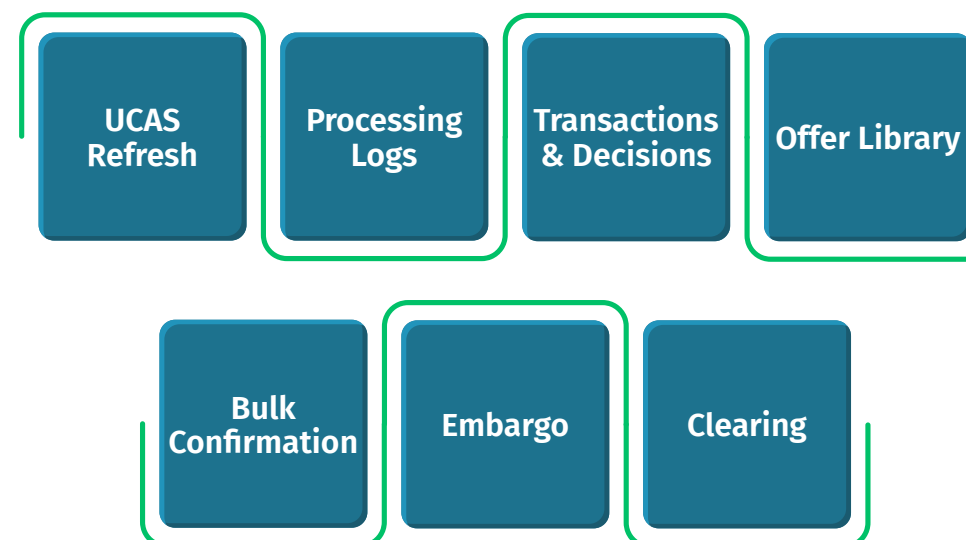 UCAS
Refresh
Processing
Logs
Transactions
& Decisions
Offer Library
Bulk
Confirmation
Embargo
Clearing